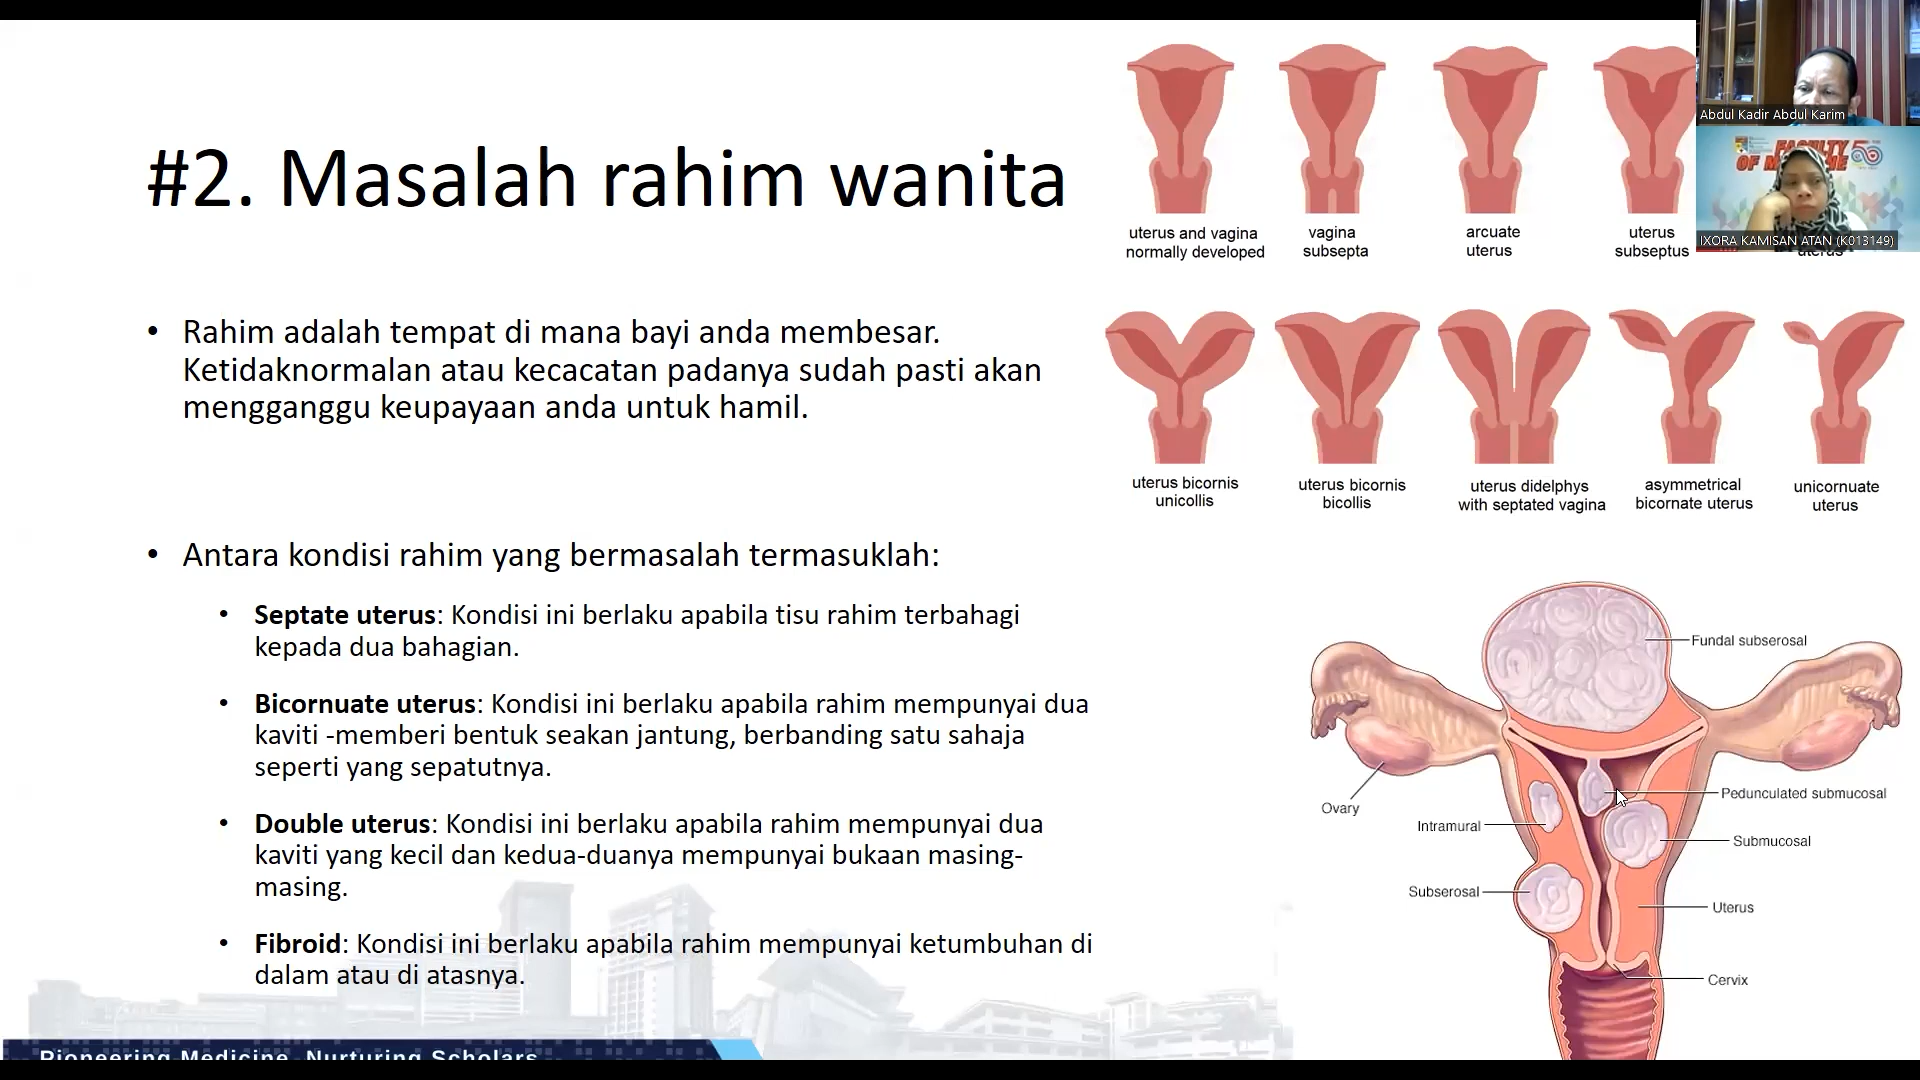 #2. Masalah rahim wanita
• Rahim adalah tempat di mana bayi anda membesar.
Ketidaknormalan atau kecacatan padanya sudah pasti akan
mengganggu keupayaan anda untuk hamil.
• Antara kondisi rahim yang bermasalah termasuklah:
• Septate uterus: Kondisi ini berlaku apabila tisu rahim terbahagi
kepada dua bahagian.
• Bicornuate uterus: Kondisi ini berlaku apabila rahim mempunyai dua
kaviti -memberi bentuk seakan jantung, berbanding satu sahaja
seperti yang sepatutnya.
• Double uterus: Kondisi ini berlaku apabila rahim mempunyai dua
kaviti yang kecil dan kedua-duanya mempunyai bukaan masing-
masing.
• Fibroid: Kondisi ini berlaku apabila rahim mempunyai ketumbuhan di
dalam atau di atasnya.
Pioneering Medicine, Nurturing Scholars
uterus and vagina
normally developed
vagina
subsepta
arcuate
uterus
uterus
subseptus
uterus
uterus bicornis
unicollis
uterus bicornis
bicollis
uterus didelphys
with septated vagina
asymmetrical
bicornate uterus
unicornuate
uterus
Fundal subserosal
Ovary
Pedunculated submucosal
Intramural
Submucosal
Subserosal
Uterus
Cervix
Abdul Kadir Abdul Karim
FACULTY
OF
IXORA KAMISAN ATAN (K013149)